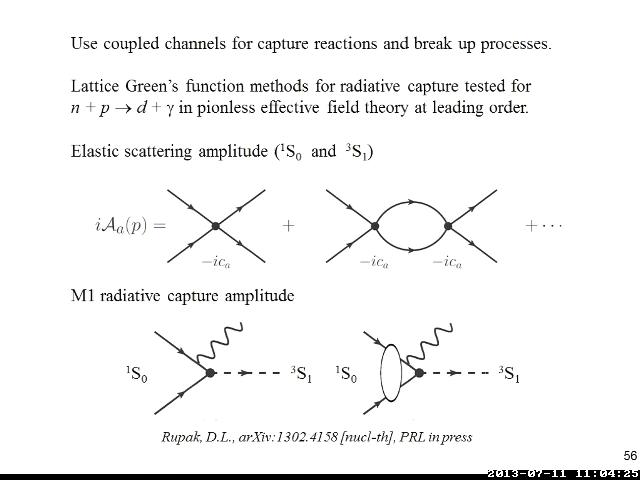 Use coupled channels for capture reactions and break up processes.
Lattice Green's function methods for radiative capture tested for
n + p → d + γ in pionless effective field theory at leading order.
Elastic scattering amplitude (¹S₀ and ³S₁)
i𝒜ₐ(p) = + + ···
−icₐ −icₐ −icₐ
M1 radiative capture amplitude
¹S₀ ³S₁ ¹S₀ ³S₁
Rupak, D.L., arXiv:1302.4158 [nucl-th], PRL in press
56
2013-07-11 11:04:25